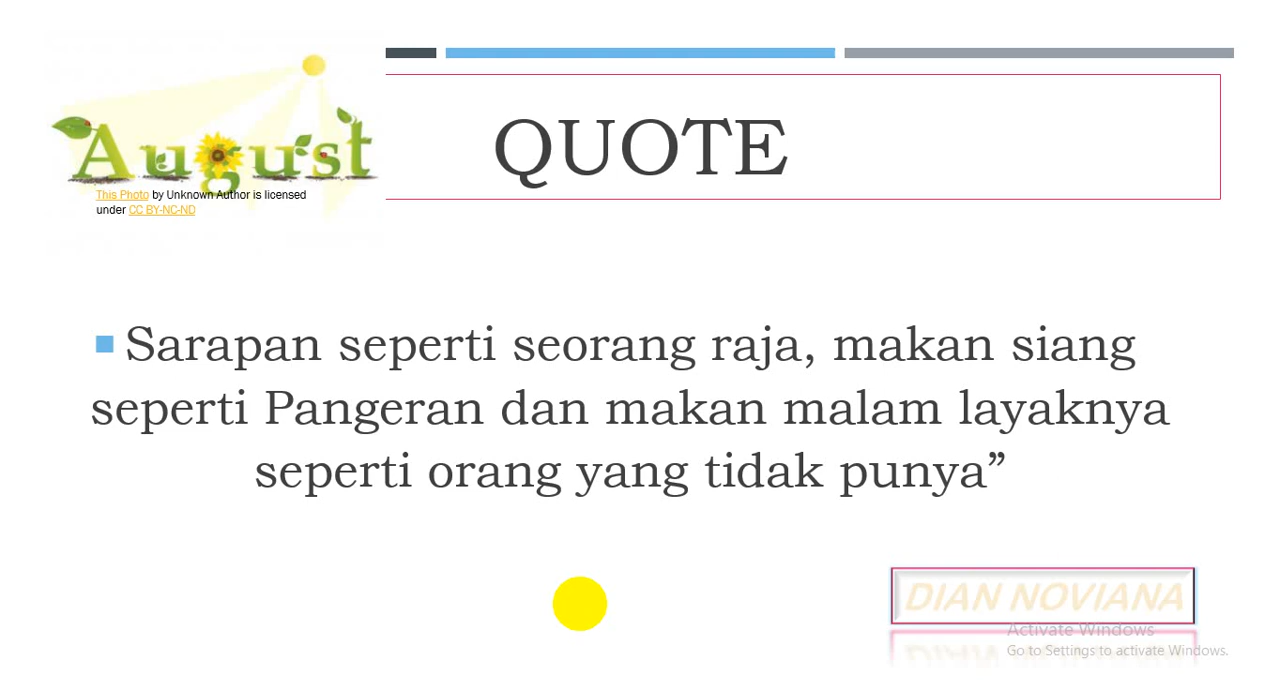 August
This Photo by Unknown Author is licensed
under CC BY-NC-ND
QUOTE
Sarapan seperti seorang raja, makan siang
seperti Pangeran dan makan malam layaknya
seperti orang yang tidak punya”
DIAN NOVIANA
Activate Windows
Go to Settings to activate Windows.